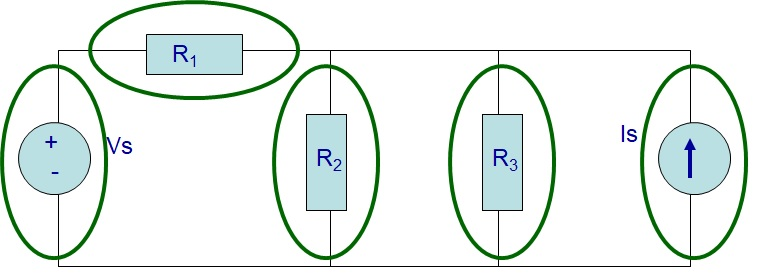 R₁
+
-
Vs
R₂
R₃
Is